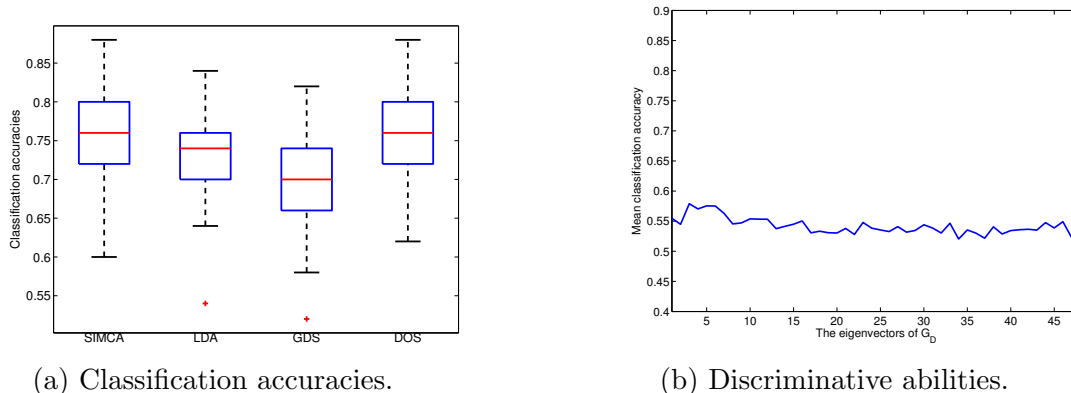 Classification accuracies
0.85
0.8
0.75
0.7
0.65
0.6
0.55
SIMCA LDA GDS DOS
(a) Classification accuracies.
Mean classification accuracy
0.9
0.85
0.8
0.75
0.7
0.65
0.6
0.55
0.5
0.45
0.4
5 10 15 20 25 30 35 40 45
The eigenvectors of G_D
(b) Discriminative abilities.